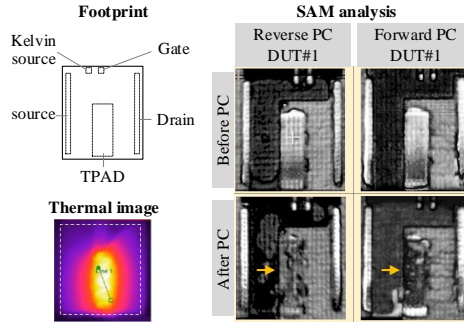 Footprint
Kelvin
source
Gate
source
Drain
TPAD
Thermal image
SAM analysis
Reverse PC
DUT#1
Forward PC
DUT#1
Before PC
After PC